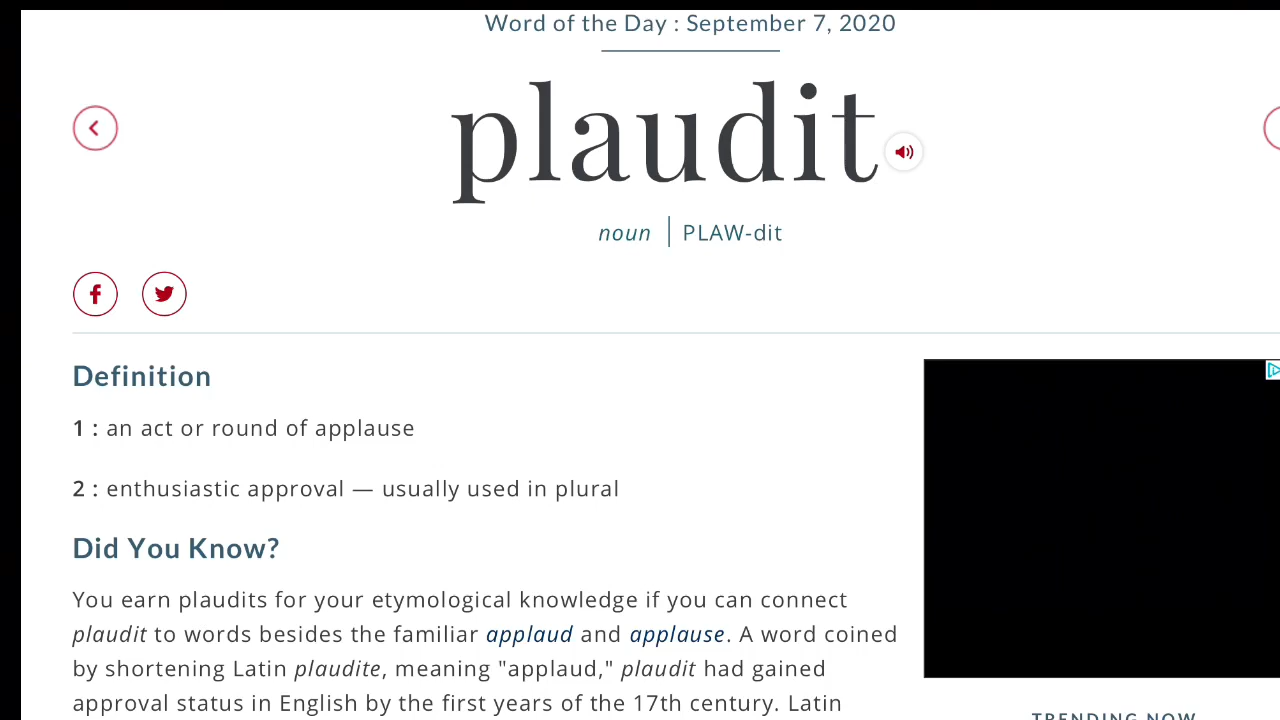 Word of the Day : September 7, 2020
plaudit
noun | PLAW-dit
Definition
1 : an act or round of applause
2 : enthusiastic approval — usually used in plural
Did You Know?
You earn plaudits for your etymological knowledge if you can connect
plaudit to words besides the familiar applaud and applause. A word coined
by shortening Latin plaudite, meaning "applaud," plaudit had gained
approval status in English by the first years of the 17th century. Latin
TRENDING NOW